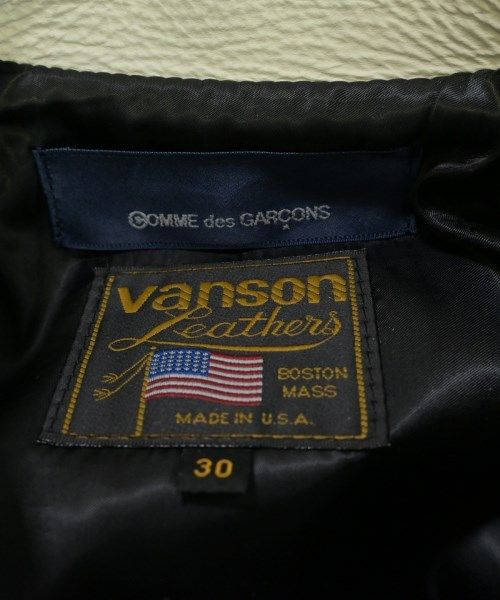 COMME des GARÇONS
vanson
Leathers
BOSTON
MASS
MADE IN U.S.A.
30